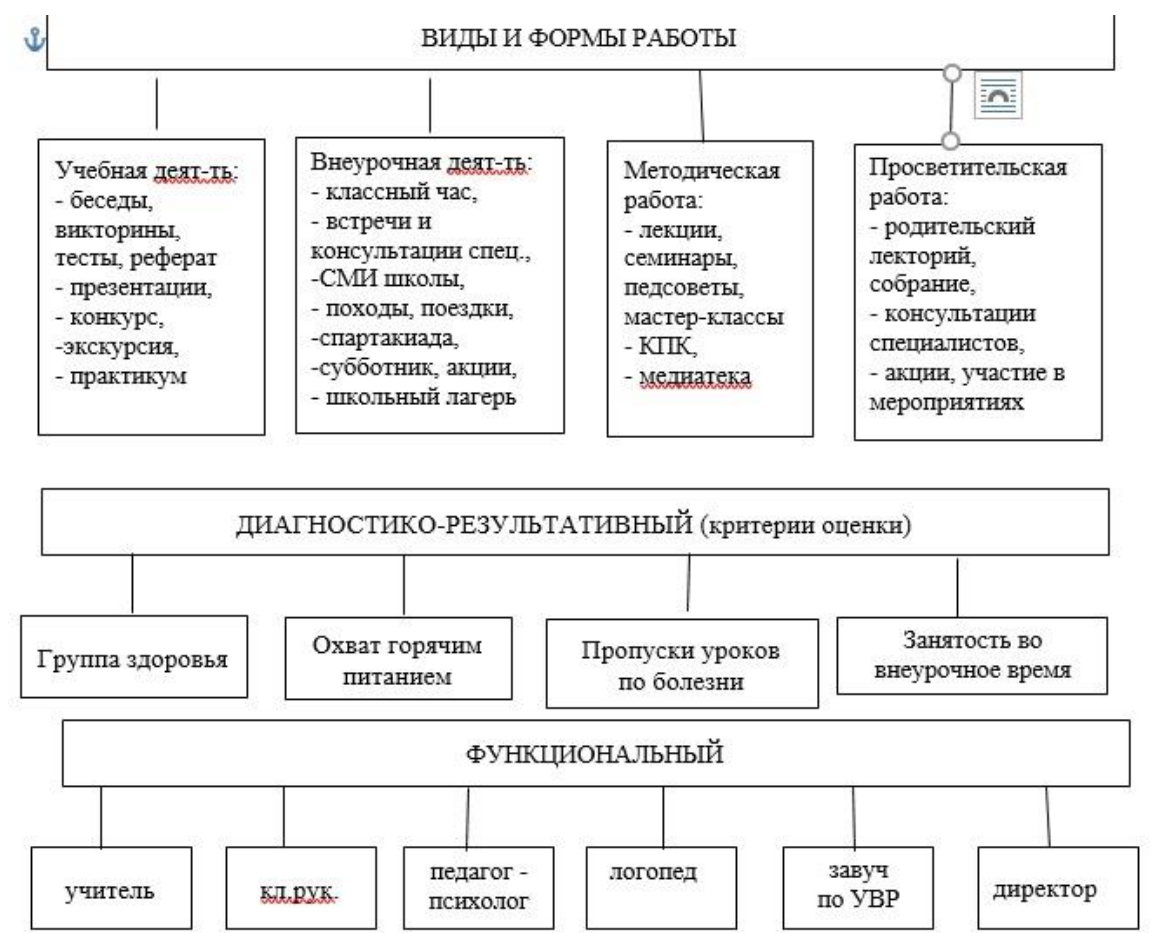 ВИДЫ И ФОРМЫ РАБОТЫ
Учебная деят-ть:
- беседы,
викторины,
тесты, реферат
- презентации,
- конкурс,
-экскурсия,
- практикум
Внеурочная деят-ть:
- классный час,
- встречи и
консультации спец.,
-СМИ школы,
- походы, поездки,
-спартакиада,
-субботник, акции,
- школьный лагерь
Методическая
работа:
- лекции,
семинары,
педсоветы,
мастер-классы
- КПК,
- медиатека
Просветительская
работа:
- родительский
лекторий,
собрание,
- консультации
специалистов,
- акции, участие в
мероприятиях
ДИАГНОСТИКО-РЕЗУЛЬТАТИВНЫЙ (критерии оценки)
Группа здоровья
Охват горячим
питанием
Пропуски уроков
по болезни
Занятость во
внеурочное время
ФУНКЦИОНАЛЬНЫЙ
учитель
кл.рук.
педагог -
психолог
логопед
завуч
по УВР
директор